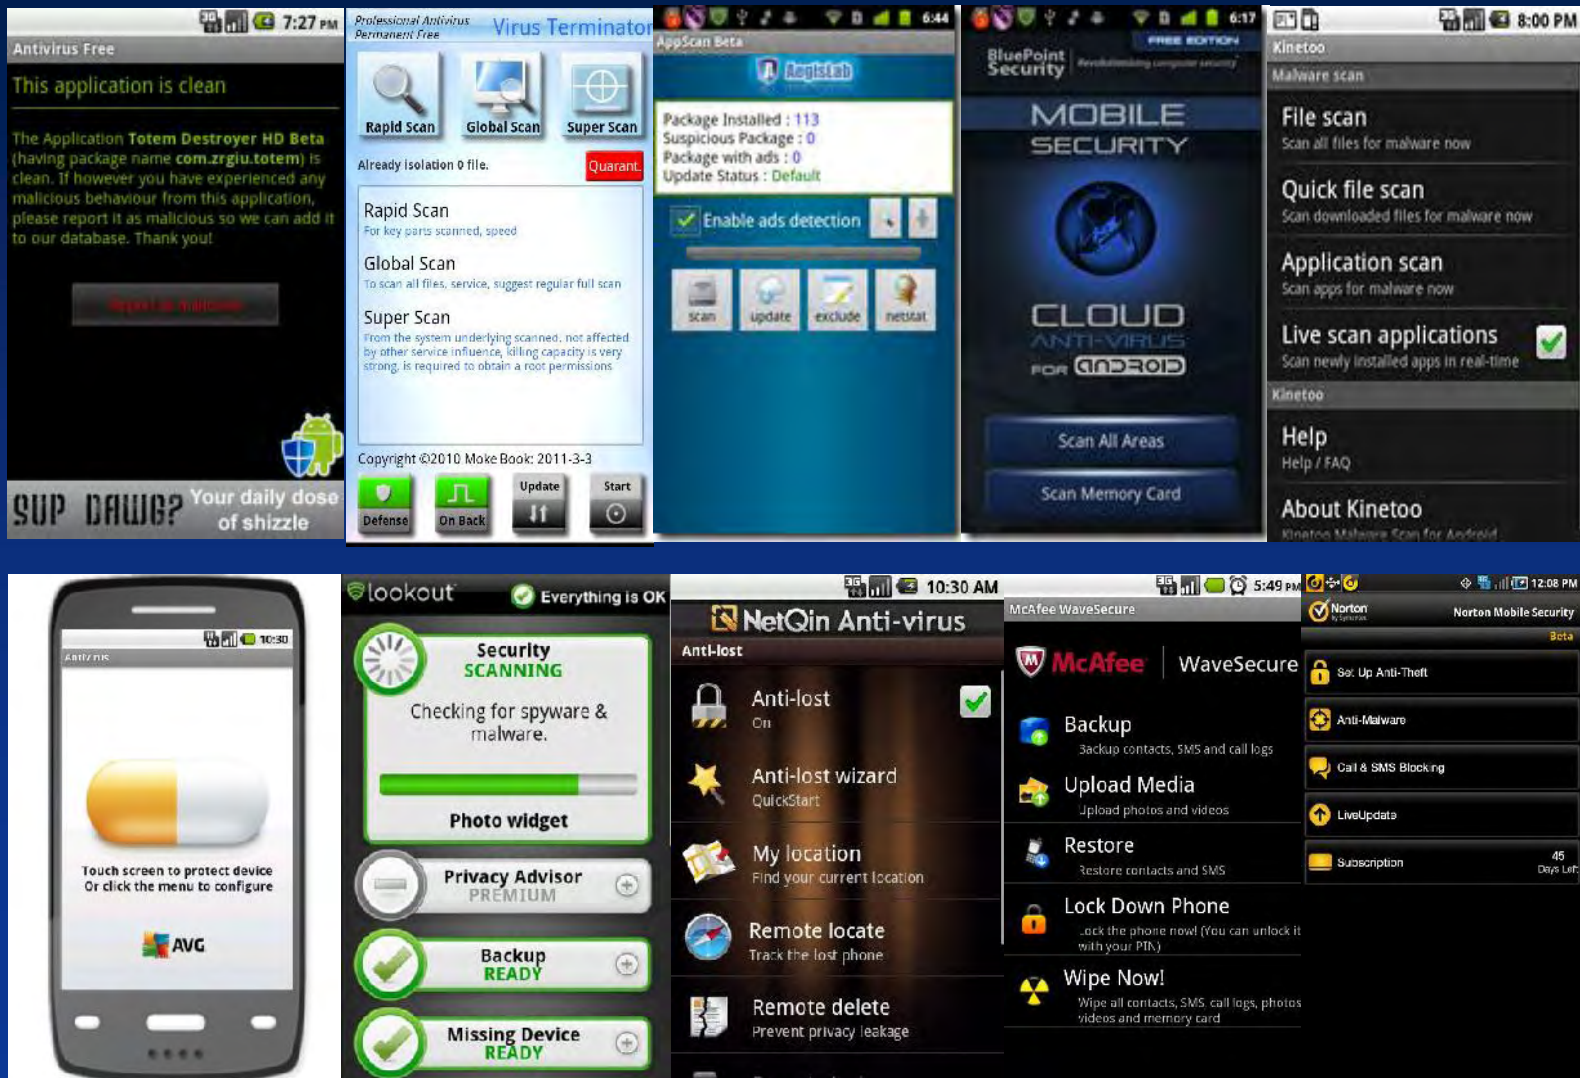 3G 7:27 PM
Antivirus Free
This application is clean
The Application Totem Destroyer HD Beta
(having package name com.zrgiu.totem) is
clean. If however you have experienced any
malicious behaviour from this application,
please report it as malicious so we can add it
to our database. Thank you!
Report as malicious
SUP DAWG? Your daily dose
of shizzle
Professional Antivirus
Permanent Free
Virus Terminator
Rapid Scan Global Scan Super Scan
Already isolation 0 file. Quarant.
Rapid Scan
For key parts scanned, speed
Global Scan
To scan all files, service, suggest regular full scan
Super Scan
From the system underlying scanned, not affected
by other service influence, killing capacity is very
strong, is required to obtain a root permissions
Copyright ©2010 Moke Book: 2011-3-3
Defense On Back Update Start
6:44
AppScan Beta
AegisLab
Package Installed : 113
Suspicious Package : 0
Package with ads : 0
Update Status : Default
Enable ads detection
scan update exclude netstat
6:17
FREE EDITION
BluePoint
Security
Revolutionizing computer security
MOBILE
SECURITY
CLOUD
ANTI-VIRUS
FOR ANDROID
Scan All Areas
Scan Memory Card
8:00 PM
Kinetoo
Malware scan
File scan
Scan all files for malware now
Quick file scan
Scan downloaded files for malware now
Application scan
Scan apps for malware now
Live scan applications
Scan newly installed apps in real-time
Kinetoo
Help
Help / FAQ
About Kinetoo
Kinetoo Malware Scan for Android
10:30
Antivirus
Touch screen to protect device
Or click the menu to configure
AVG
lookout Everything is OK
Security
SCANNING
Checking for spyware &
malware.
Photo widget
Privacy Advisor
PREMIUM
Backup
READY
Missing Device
READY
3G 10:30 AM
NetQin Anti-virus
Anti-lost
Anti-lost
On
Anti-lost wizard
QuickStart
My location
Find your current location
Remote locate
Track the lost phone
Remote delete
Prevent privacy leakage
5:49 PM
McAfee WaveSecure
McAfee WaveSecure
Backup
Backup contacts, SMS and call logs
Upload Media
Upload photos and videos
Restore
Restore contacts and SMS
Lock Down Phone
Lock the phone now! (You can unlock it
with your PIN)
Wipe Now!
Wipe all contacts, SMS, call logs, photos
videos and memory card
12:08 PM
Norton
by Symantec
Norton Mobile Security
Beta
Set Up Anti-Theft
Anti-Malware
Call & SMS Blocking
LiveUpdate
Subscription 45
Days Left